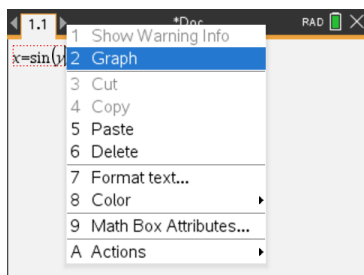 1.1 *Doc RAD
x=sin(y
1 Show Warning Info
2 Graph
3 Cut
4 Copy
5 Paste
6 Delete
7 Format text...
8 Color
9 Math Box Attributes...
A Actions